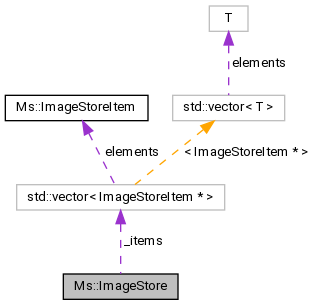 T
elements
Ms::ImageStoreItem
std::vector< T >
elements
< ImageStoreItem * >
std::vector< ImageStoreItem * >
_items
Ms::ImageStore